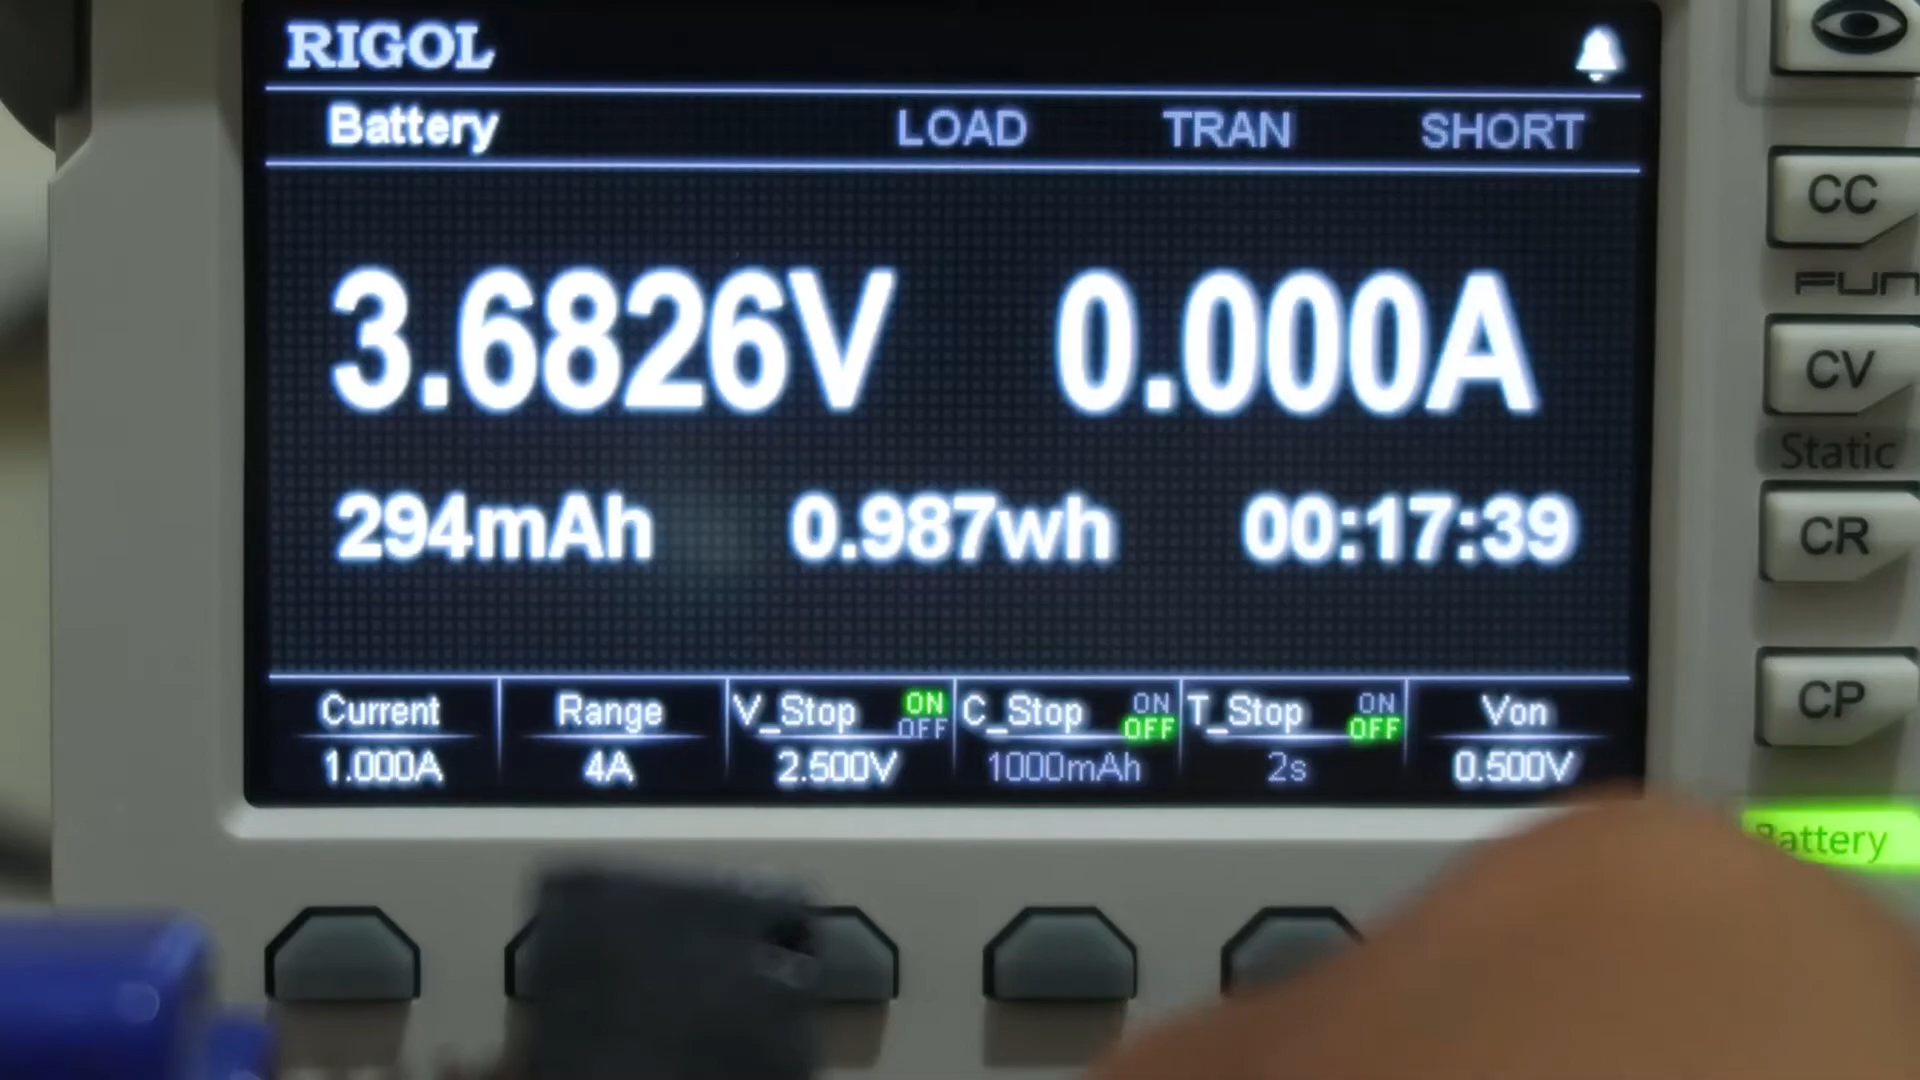 RIGOL
Battery LOAD TRAN SHORT
3.6826V 0.000A
294mAh 0.987wh 00:17:39
Current Range V_Stop ON OFF C_Stop ON OFF T_Stop ON OFF Von
1.000A 4A 2.500V 1000mAh 2s 0.500V
CC
FUN
CV
Static
CR
CP
Battery